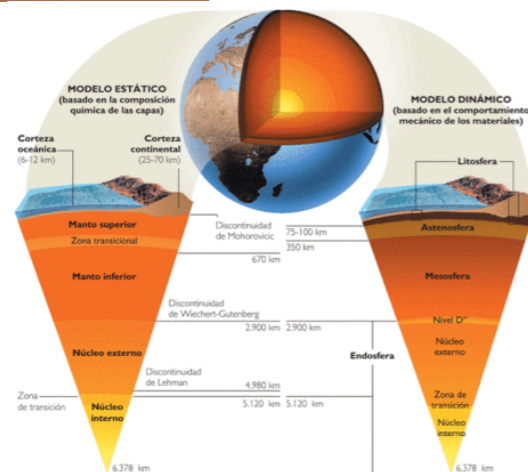 MODELO ESTÁTICO
(basado en la composición
química de las capas)
MODELO DINÁMICO
(basado en el comportamiento
mecánico de los materiales)
Corteza
oceánica
(6-12 km)
Corteza
continental
(25-70 km)
Litosfera
Manto superior
Zona transicional
Manto inferior
Núcleo externo
Núcleo
interno
Discontinuidad
de Mohorovicic
75-100 km
350 km
670 km
Discontinuidad
de Wiechert-Gutenberg
2.900 km
2.900 km
Endosfera
Discontinuidad
de Lehman
4.980 km
5.120 km
5.120 km
Zona
de transición
6.378 km
Astenosfera
Mesosfera
Nivel D"
Núcleo
externo
Zona de
transición
Núcleo
interno
6.378 km